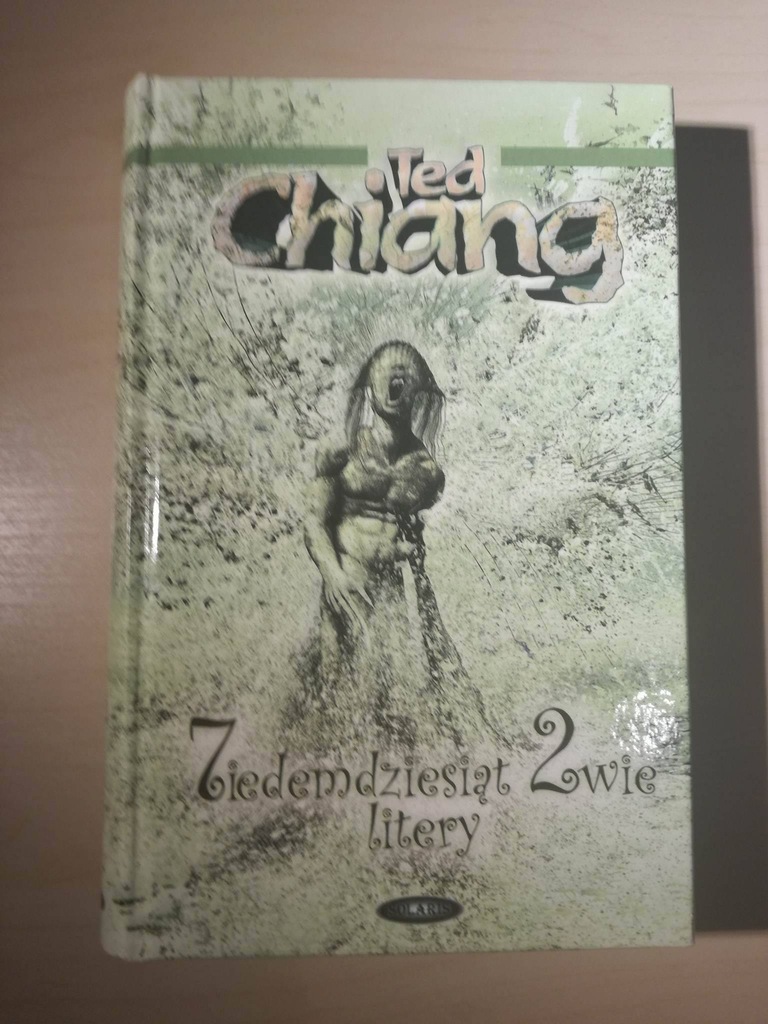 Ted
Chiang
7iedemdziesiąt 2wie
litery
SOLARIS